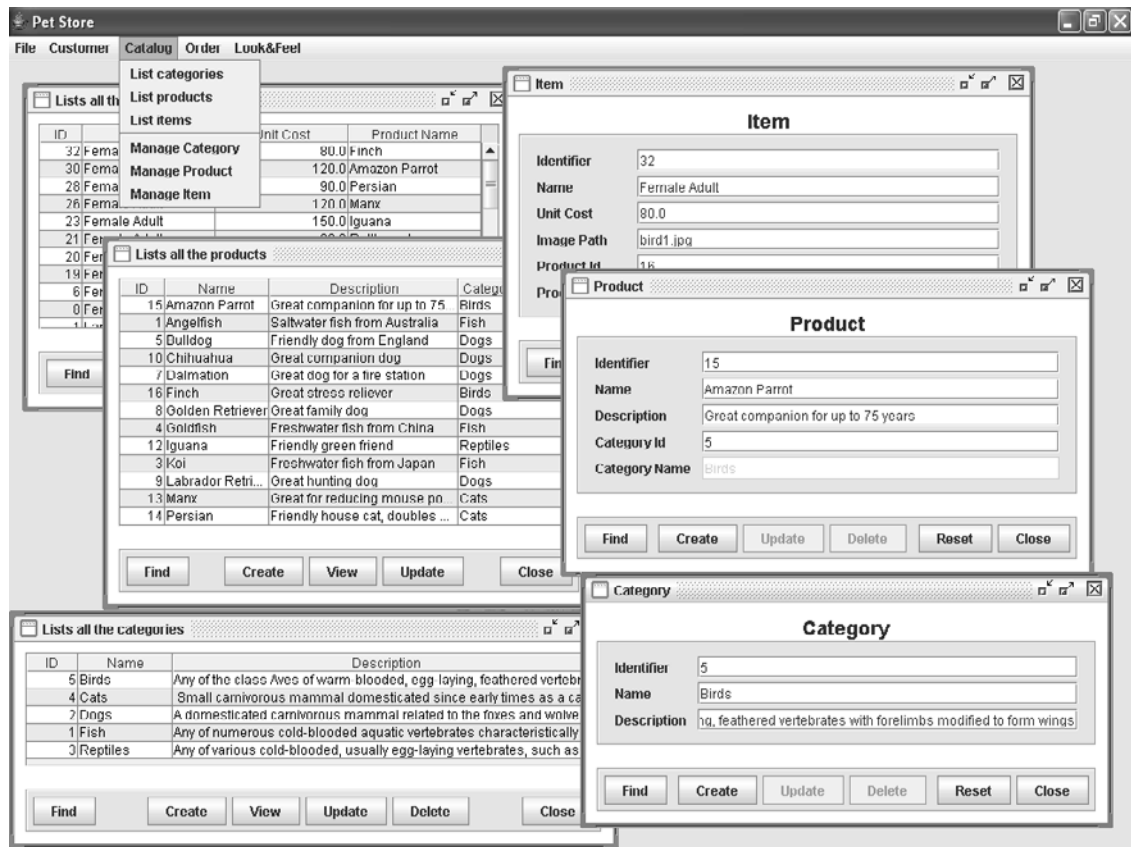 Pet Store
File Customer Catalog Order Look&Feel
List categories
List products
List items
Manage Category
Manage Product
Manage Item
Lists all th
ID Unit Cost Product Name
32 Fema 80.0 Finch
30 Fema 120.0 Amazon Parrot
28 Fema 90.0 Persian
26 Fema 120.0 Manx
23 Female Adult 150.0 Iguana
21 Fer
20 Fer
19 Fer
6 Fer
0 Fer
Find
Item
Item
Identifier 32
Name Female Adult
Unit Cost 80.0
Image Path bird1.jpg
Product Id 16
Pro
Fin
Lists all the products
ID Name Description Catego
15 Amazon Parrot Great companion for up to 75 Birds
1 Angelfish Saltwater fish from Australia Fish
5 Bulldog Friendly dog from England Dogs
10 Chihuahua Great companion dog Dogs
7 Dalmation Great dog for a fire station Dogs
16 Finch Great stress reliever Birds
8 Golden Retriever Great family dog Dogs
4 Goldfish Freshwater fish from China Fish
12 Iguana Friendly green friend Reptiles
3 Koi Freshwater fish from Japan Fish
9 Labrador Retri... Great hunting dog Dogs
13 Manx Great for reducing mouse po... Cats
14 Persian Friendly house cat, doubles ... Cats
Find Create View Update Close
Product
Product
Identifier 15
Name Amazon Parrot
Description Great companion for up to 75 years
Category Id 5
Category Name Birds
Find Create Update Delete Reset Close
Lists all the categories
ID Name Description
5 Birds Any of the class Aves of warm-blooded, egg-laying, feathered vertebr
4 Cats Small carnivorous mammal domesticated since early times as a ca
2 Dogs A domesticated carnivorous mammal related to the foxes and wolve
1 Fish Any of numerous cold-blooded aquatic vertebrates characteristically
3 Reptiles Any of various cold-blooded, usually egg-laying vertebrates, such as
Find Create View Update Delete Close
Category
Category
Identifier 5
Name Birds
Description ng, feathered vertebrates with forelimbs modified to form wings
Find Create Update Delete Reset Close